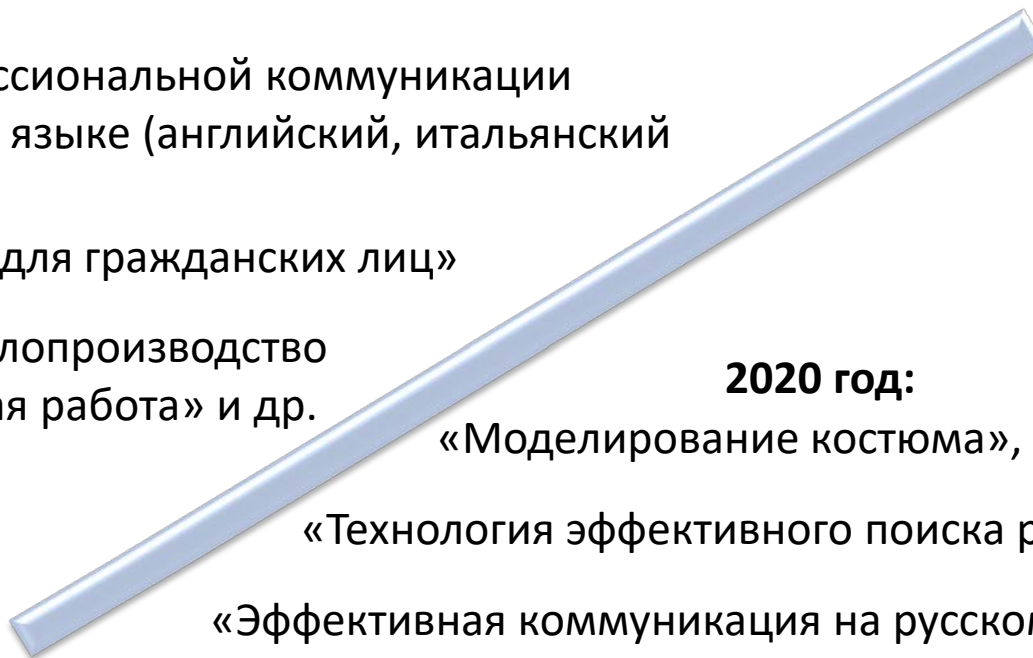 ссиональной коммуникации
языке (английский, итальянский
для гражданских лиц»
лопроизводство
ая работа» и др.
2020 год:
«Моделирование костюма»,
«Технология эффективного поиска р
«Эффективная коммуникация на русском